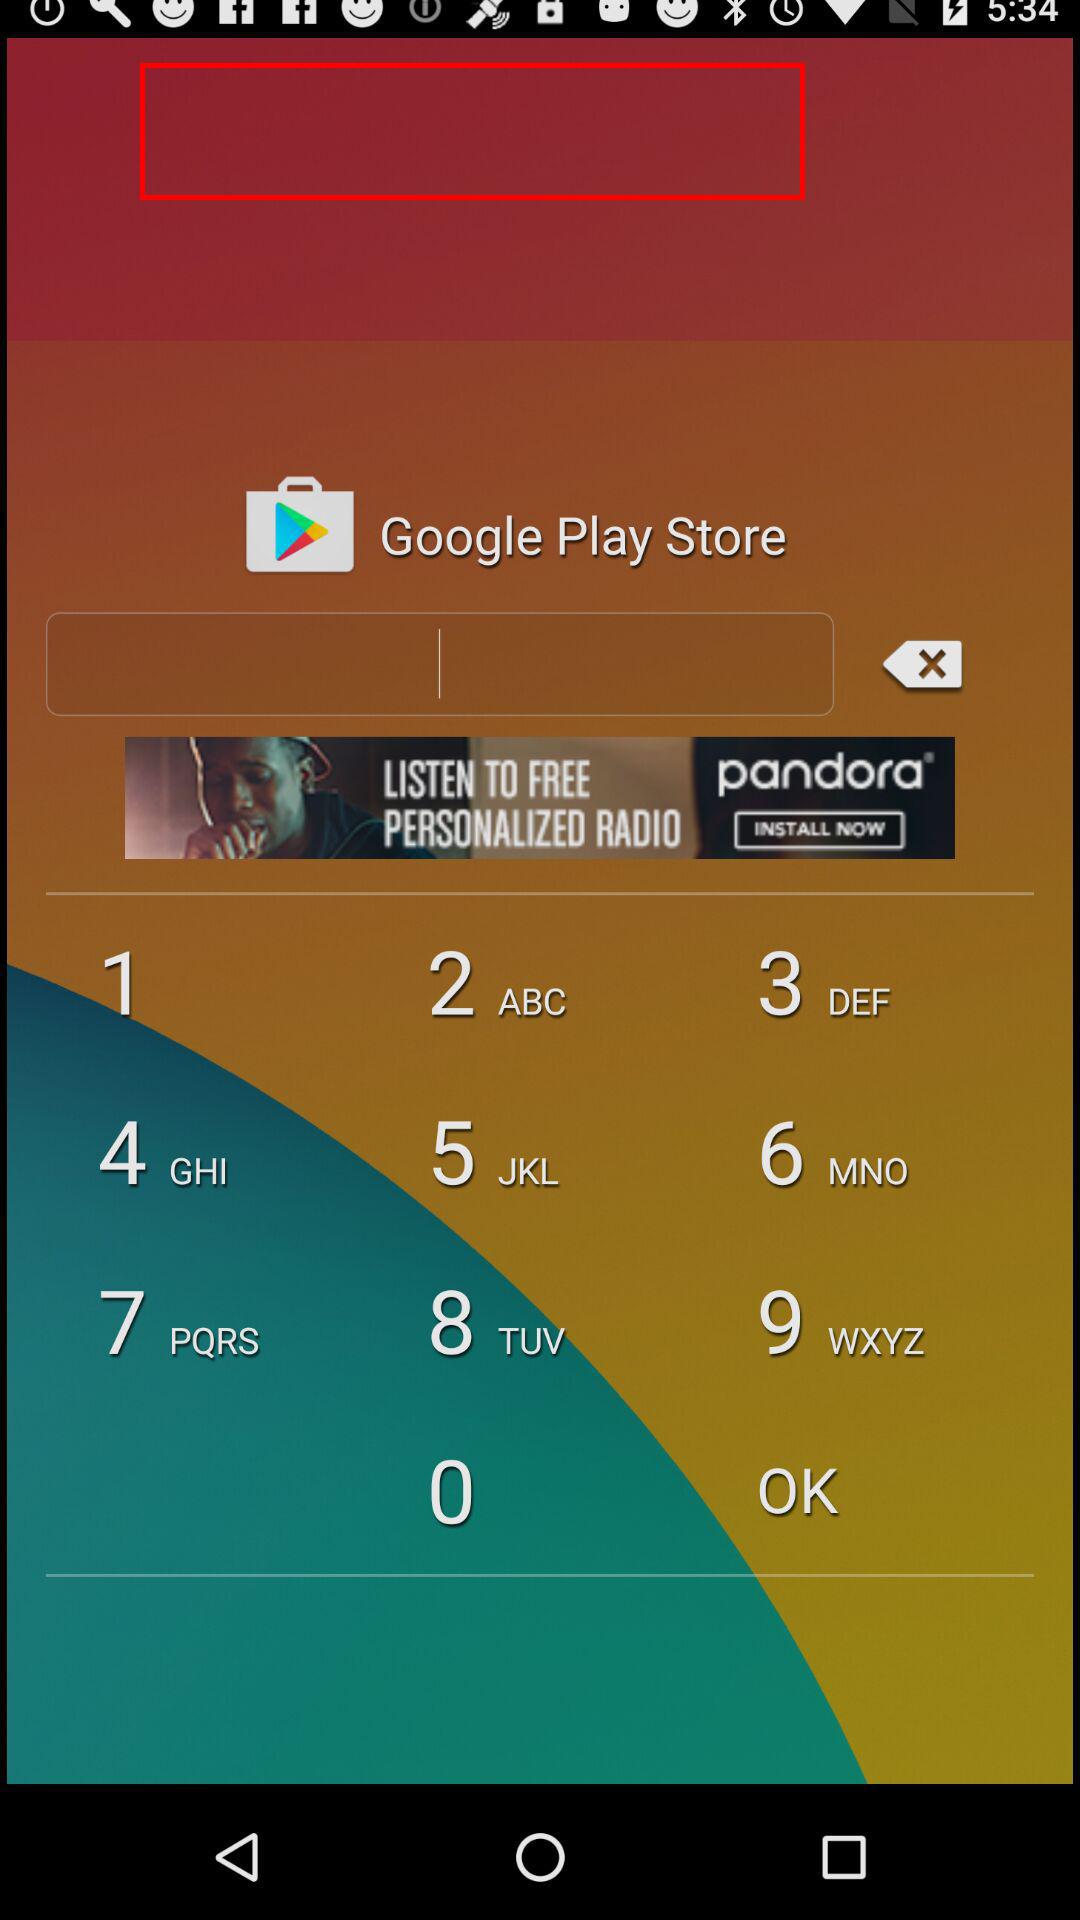 5:34
Google Play Store
LISTEN TO FREE
PERSONALIZED RADIO
pandora®
INSTALL NOW
1
2 ABC
3 DEF
4 GHI
5 JKL
6 MNO
7 PQRS
8 TUV
9 WXYZ
0
OK